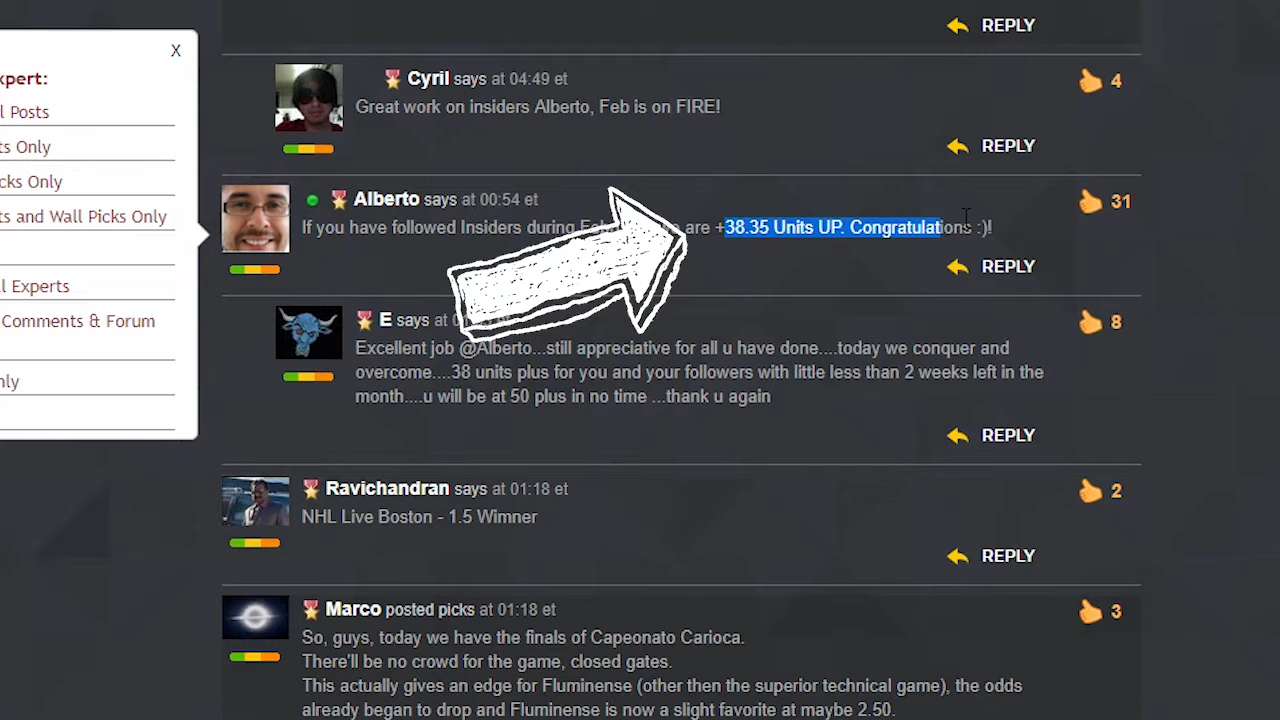 REPLY
X
xpert:
l Posts
ts Only
cks Only
ts and Wall Picks Only
l Experts
Comments & Forum
nly
Cyril says at 04:49 et
4
Great work on insiders Alberto, Feb is on FIRE!
REPLY
Alberto says at 00:54 et
31
If you have followed Insiders during are +38.35 Units UP. Congratulations :)!
REPLY
E says at
8
Excellent job @Alberto...still appreciative for all u have done....today we conquer and
overcome....38 units plus for you and your followers with little less than 2 weeks left in the
month....u will be at 50 plus in no time ...thank u again
REPLY
Ravichandran says at 01:18 et
2
NHL Live Boston - 1.5 Wimner
REPLY
Marco posted picks at 01:18 et
3
So, guys, today we have the finals of Capeonato Carioca.
There'll be no crowd for the game, closed gates.
This actually gives an edge for Fluminense (other then the superior technical game), the odds
already began to drop and Fluminense is now a slight favorite at maybe 2.50.